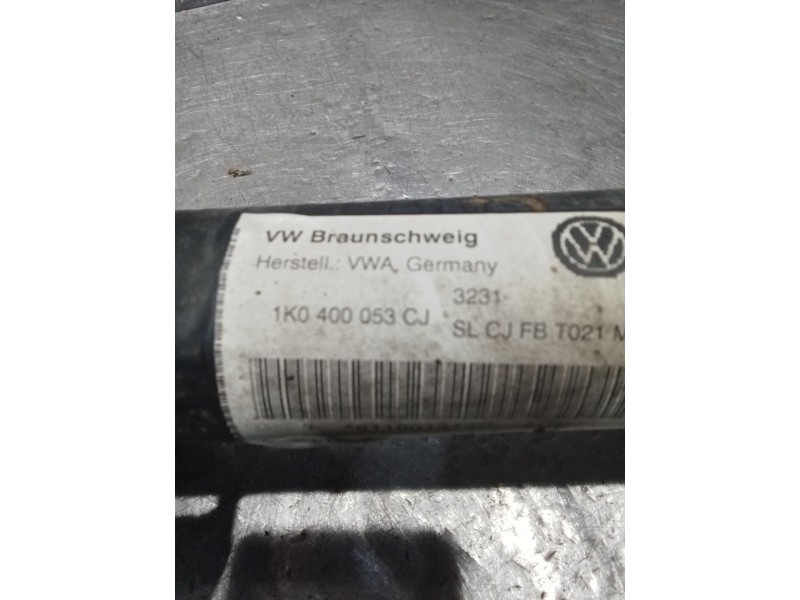 VW Braunschweig
Herstell.: VWA, Germany
3231
1K0 400 053 CJ
SL CJ FB T021 M